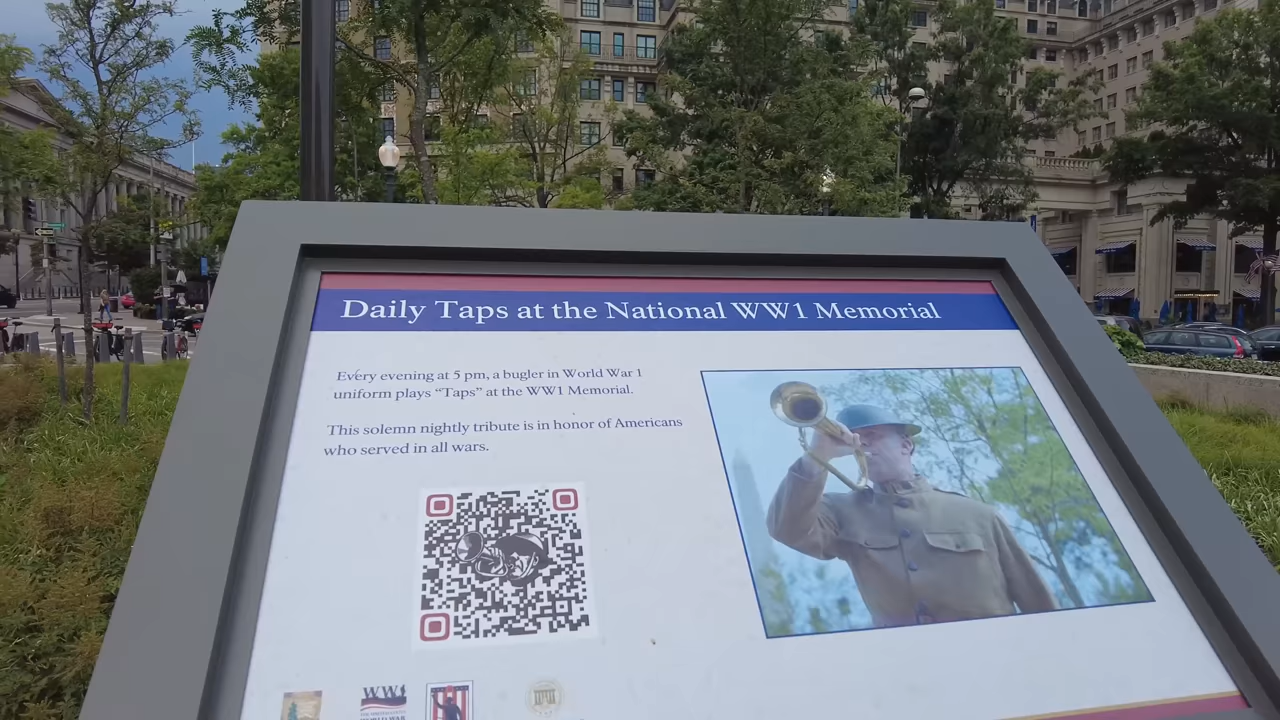 Daily Taps at the National WW1 Memorial
Every evening at 5 pm, a bugler in World War 1
uniform plays “Taps” at the WW1 Memorial.
This solemn nightly tribute is in honor of Americans
who served in all wars.
WW1
WORLD WAR